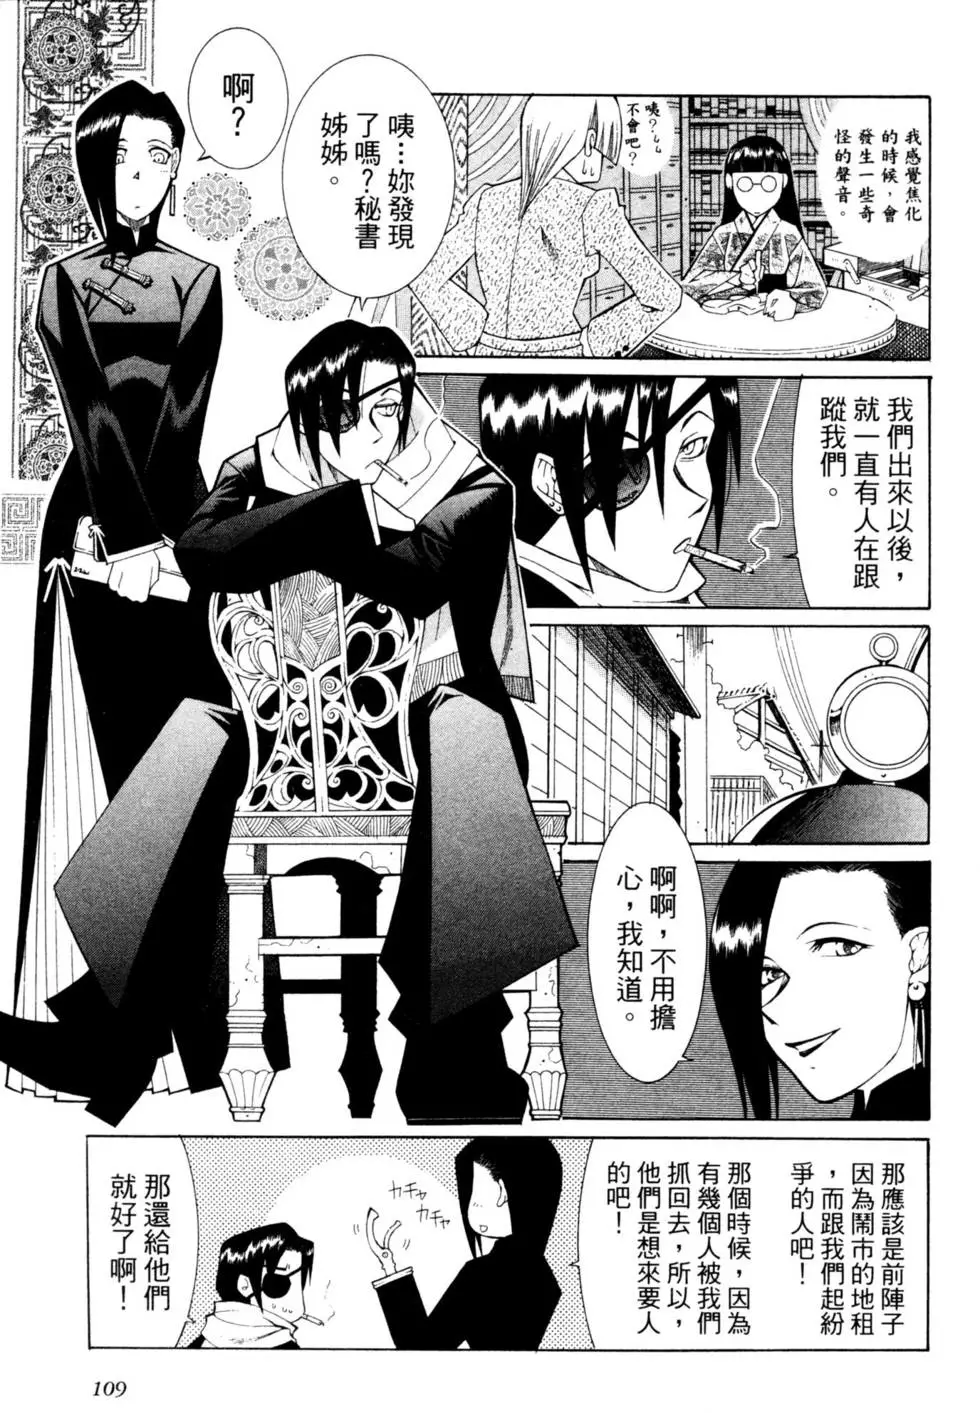 我感覺焦化
的時候，會
發生一些奇
怪的聲音。
咦？
不會吧？
咦…妳發現
了嗎？秘書
姊姊。
啊？
我們出來以後，
就一直有人在跟
蹤我們。
啊啊，不用擔
心，我知道。
那應該是前陣子
因為鬧市的地租
，而跟我們起紛
爭的人吧！
那個時候，因為
有幾個人被我們
抓回去，所以，
他們是想來要人
的吧！
カチャ
カチャ
カチャ
那還給他們
就好了啊！
109